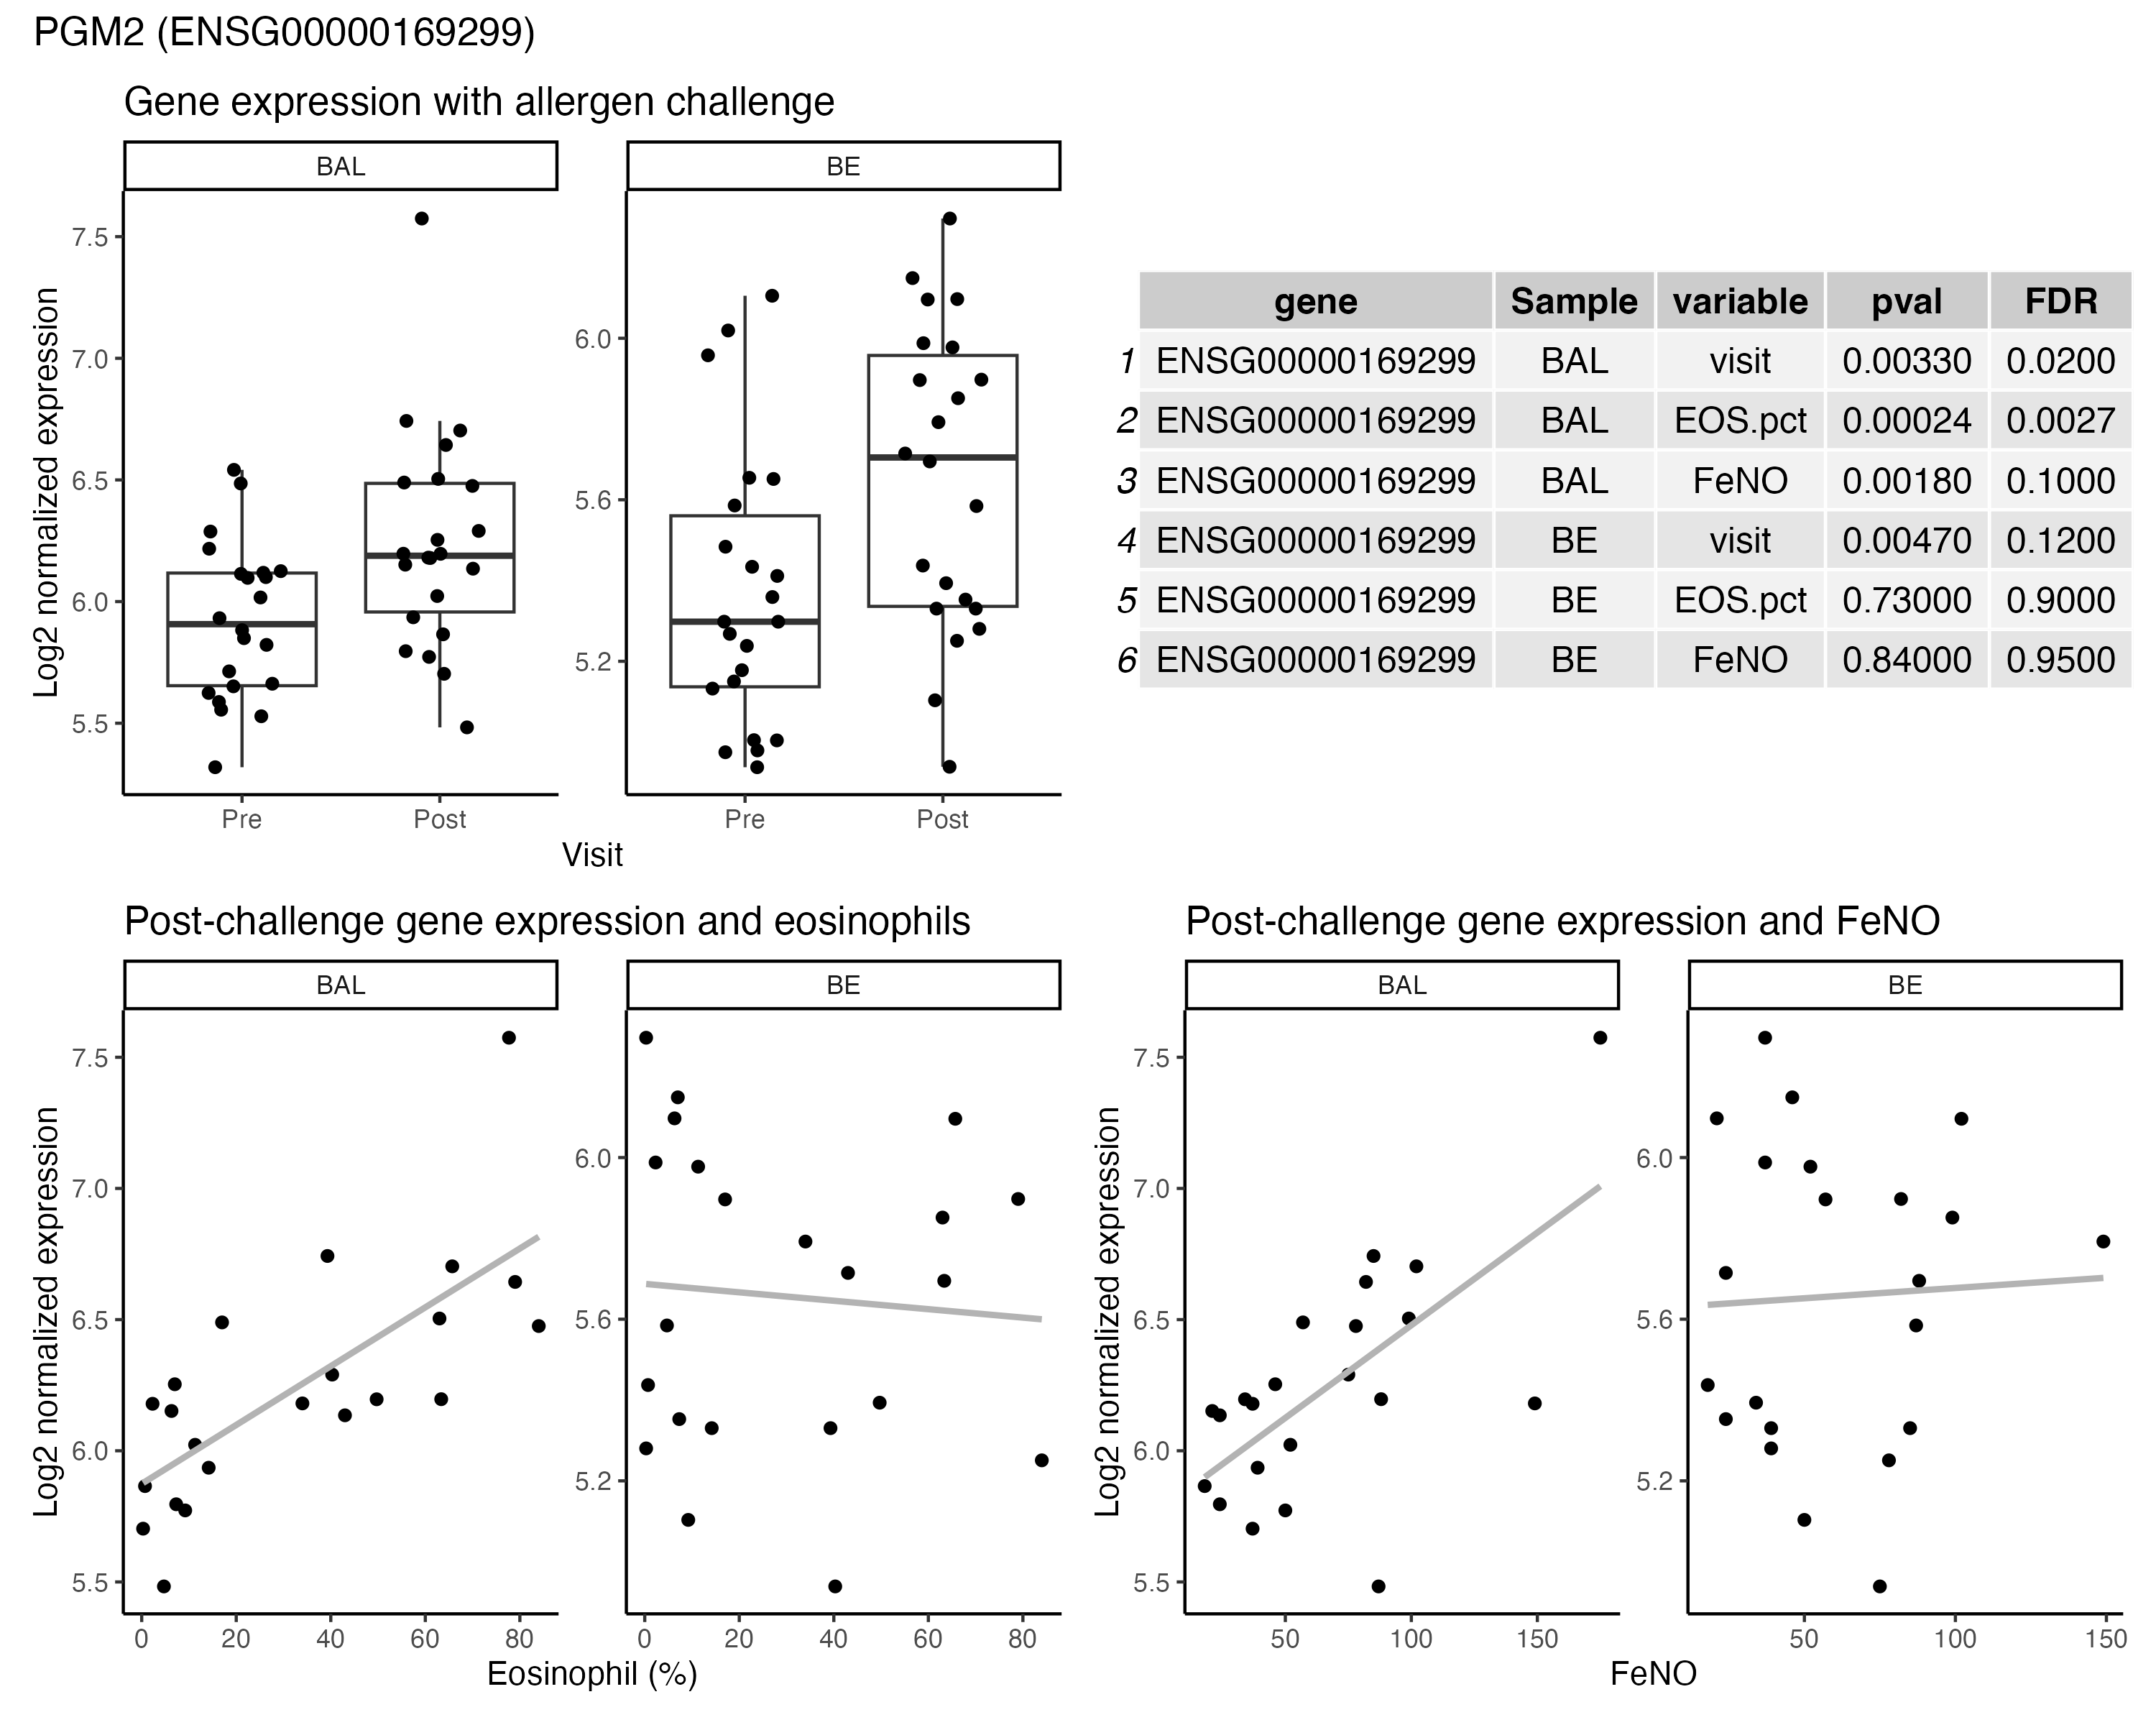 PGM2 (ENSG00000169299)
Gene expression with allergen challenge
BAL
BE
Log2 normalized expression
7.5
7.0
6.5
6.0
5.5
6.0
5.6
5.2
Pre
Post
Pre
Post
Visit
gene Sample variable pval FDR
1 ENSG00000169299 BAL visit 0.00330 0.0200
2 ENSG00000169299 BAL EOS.pct 0.00024 0.0027
3 ENSG00000169299 BAL FeNO 0.00180 0.1000
4 ENSG00000169299 BE visit 0.00470 0.1200
5 ENSG00000169299 BE EOS.pct 0.73000 0.9000
6 ENSG00000169299 BE FeNO 0.84000 0.9500
Post-challenge gene expression and eosinophils
BAL
BE
Log2 normalized expression
7.5
7.0
6.5
6.0
5.5
6.0
5.6
5.2
0 20 40 60 80
0 20 40 60 80
Eosinophil (%)
Post-challenge gene expression and FeNO
BAL
BE
Log2 normalized expression
7.5
7.0
6.5
6.0
5.5
6.0
5.6
5.2
50 100 150
50 100 150
FeNO